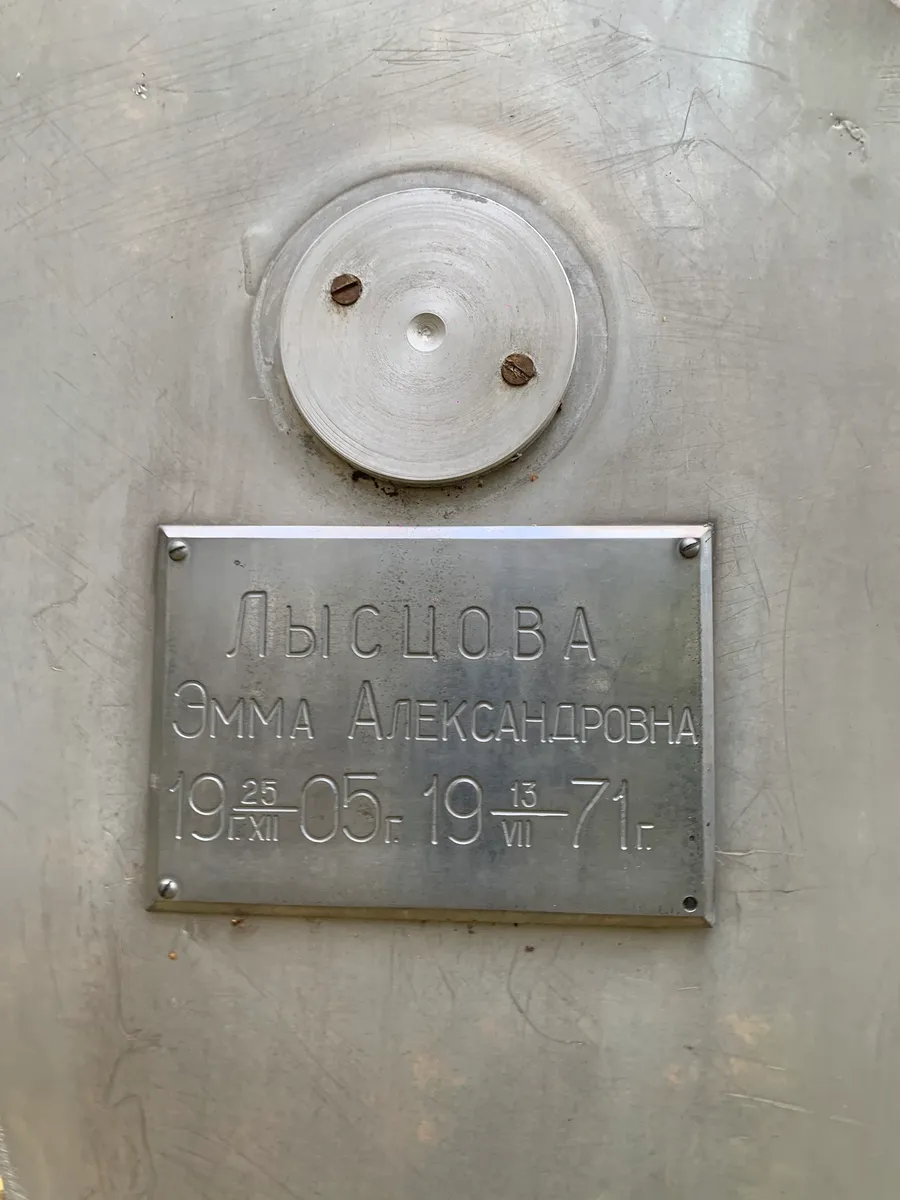 Лысцова
Эмма Александровна
19 25/г.XII 05г. 19 13/VII 71г.